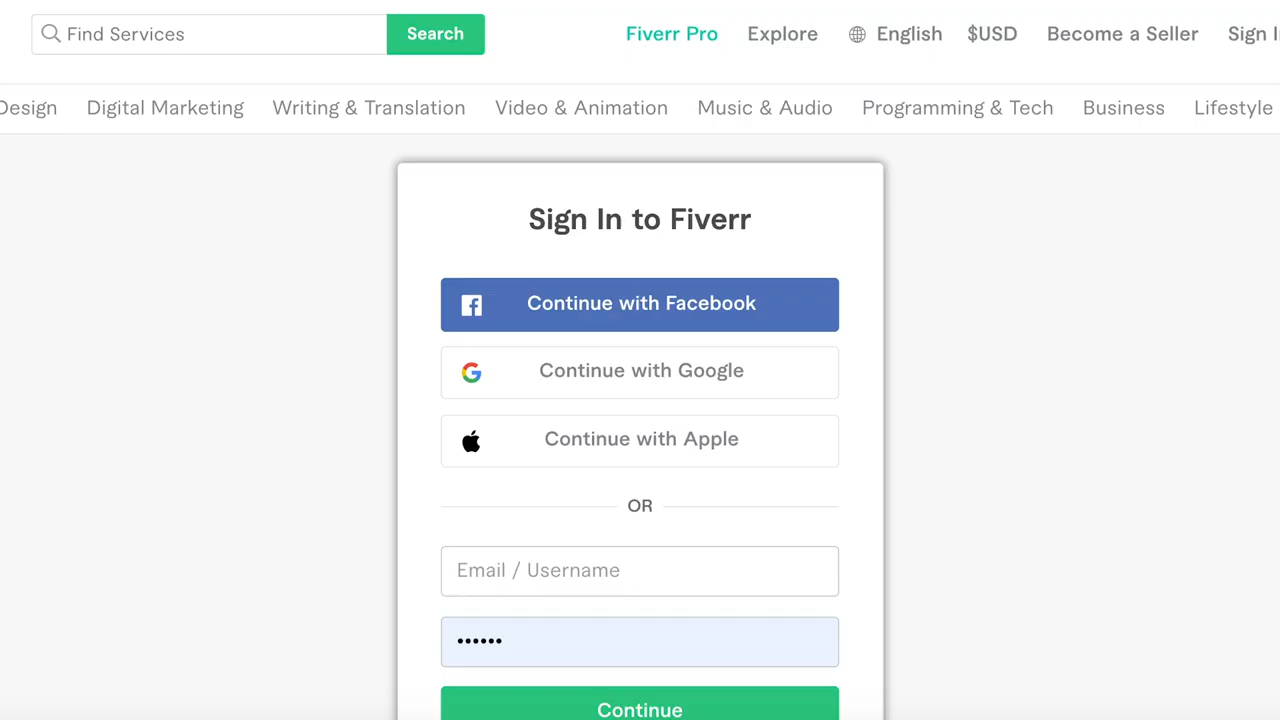 Find Services
Search
Fiverr Pro
Explore
English
$USD
Become a Seller
Sign I
Design
Digital Marketing
Writing & Translation
Video & Animation
Music & Audio
Programming & Tech
Business
Lifestyle
Sign In to Fiverr
Continue with Facebook
Continue with Google
Continue with Apple
OR
Email / Username
••••••
Continue